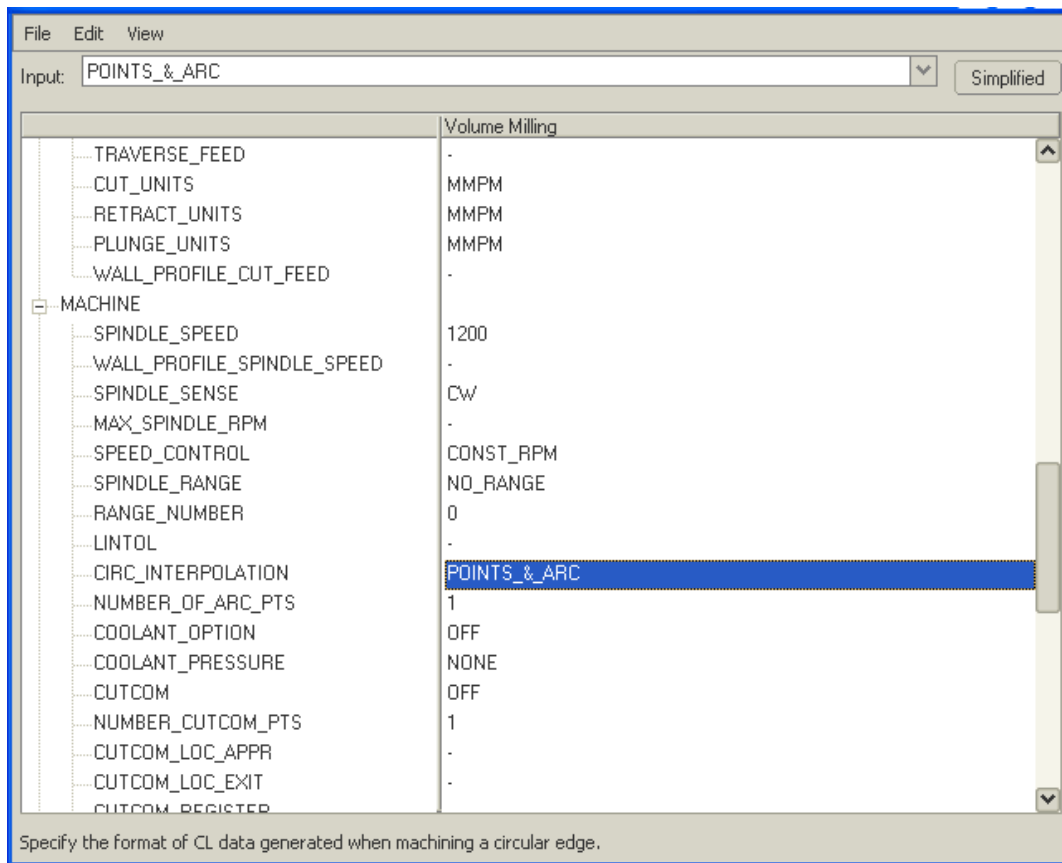 File Edit View
Input: POINTS_&_ARC Simplified
Volume Milling
TRAVERSE_FEED -
CUT_UNITS MMPM
RETRACT_UNITS MMPM
PLUNGE_UNITS MMPM
WALL_PROFILE_CUT_FEED -
MACHINE
SPINDLE_SPEED 1200
WALL_PROFILE_SPINDLE_SPEED -
SPINDLE_SENSE CW
MAX_SPINDLE_RPM -
SPEED_CONTROL CONST_RPM
SPINDLE_RANGE NO_RANGE
RANGE_NUMBER 0
LINTOL -
CIRC_INTERPOLATION POINTS_&_ARC
NUMBER_OF_ARC_PTS 1
COOLANT_OPTION OFF
COOLANT_PRESSURE NONE
CUTCOM OFF
NUMBER_CUTCOM_PTS 1
CUTCOM_LOC_APPR -
CUTCOM_LOC_EXIT -
CUTCOM_REGISTER
Specify the format of CL data generated when machining a circular edge.